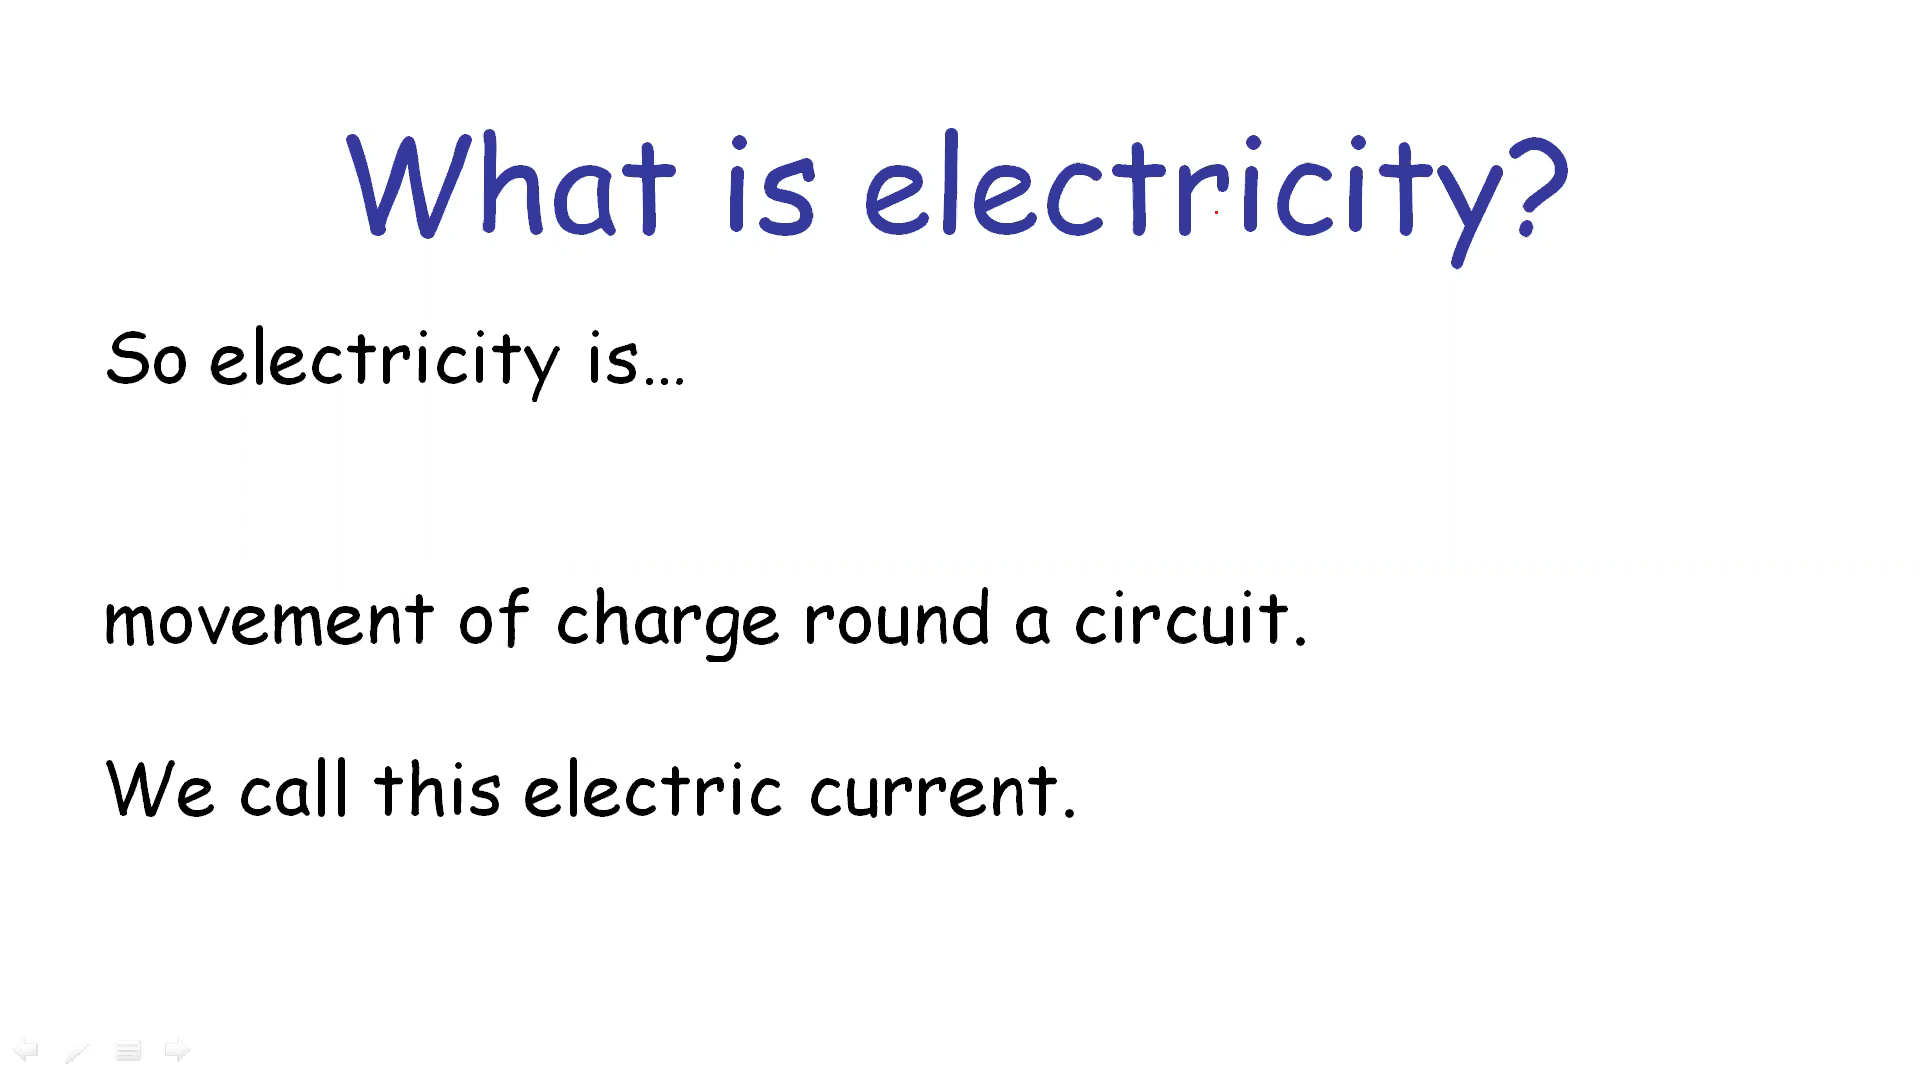 What is electricity?
So electricity is...
movement of charge round a circuit.
We call this electric current.